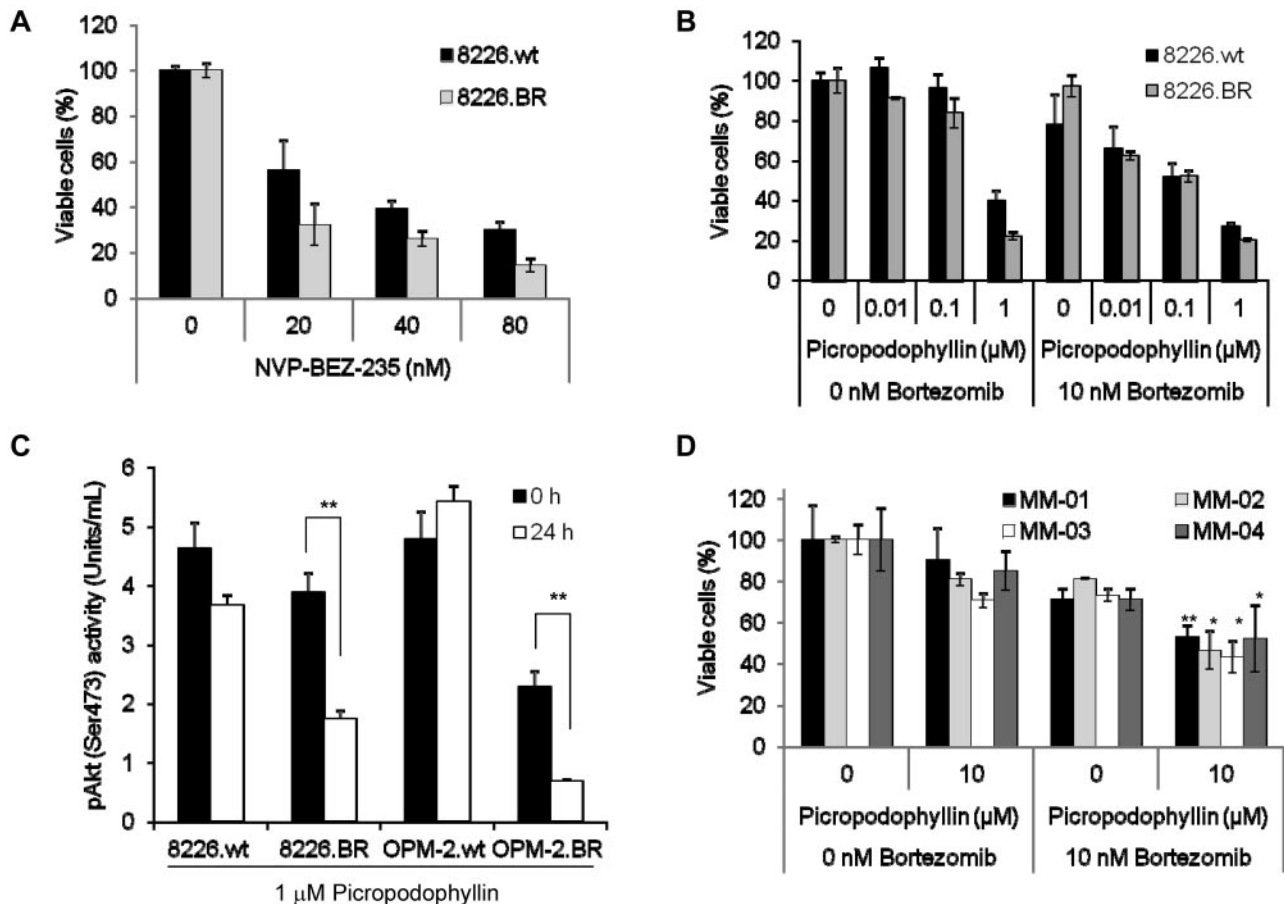 A
120
100
80
60
40
20
0
Viable cells (%)
8226.wt
8226.BR
0 20 40 80
NVP-BEZ-235 (nM)
B
120
100
80
60
40
20
0
Viable cells (%)
8226.wt
8226.BR
0 0.01 0.1 1 0 0.01 0.1 1
Picropodophyllin (µM) Picropodophyllin (µM)
0 nM Bortezomib 10 nM Bortezomib
C
6
5
4
3
2
1
0
pAkt (Ser473) activity (Units/mL)
0 h
24 h
**
**
8226.wt 8226.BR OPM-2.wt OPM-2.BR
1 µM Picropodophyllin
D
120
100
80
60
40
20
0
Viable cells (%)
MM-01 MM-02
MM-03 MM-04
** * * *
0 10 0 10
Picropodophyllin (µM) Picropodophyllin (µM)
0 nM Bortezomib 10 nM Bortezomib